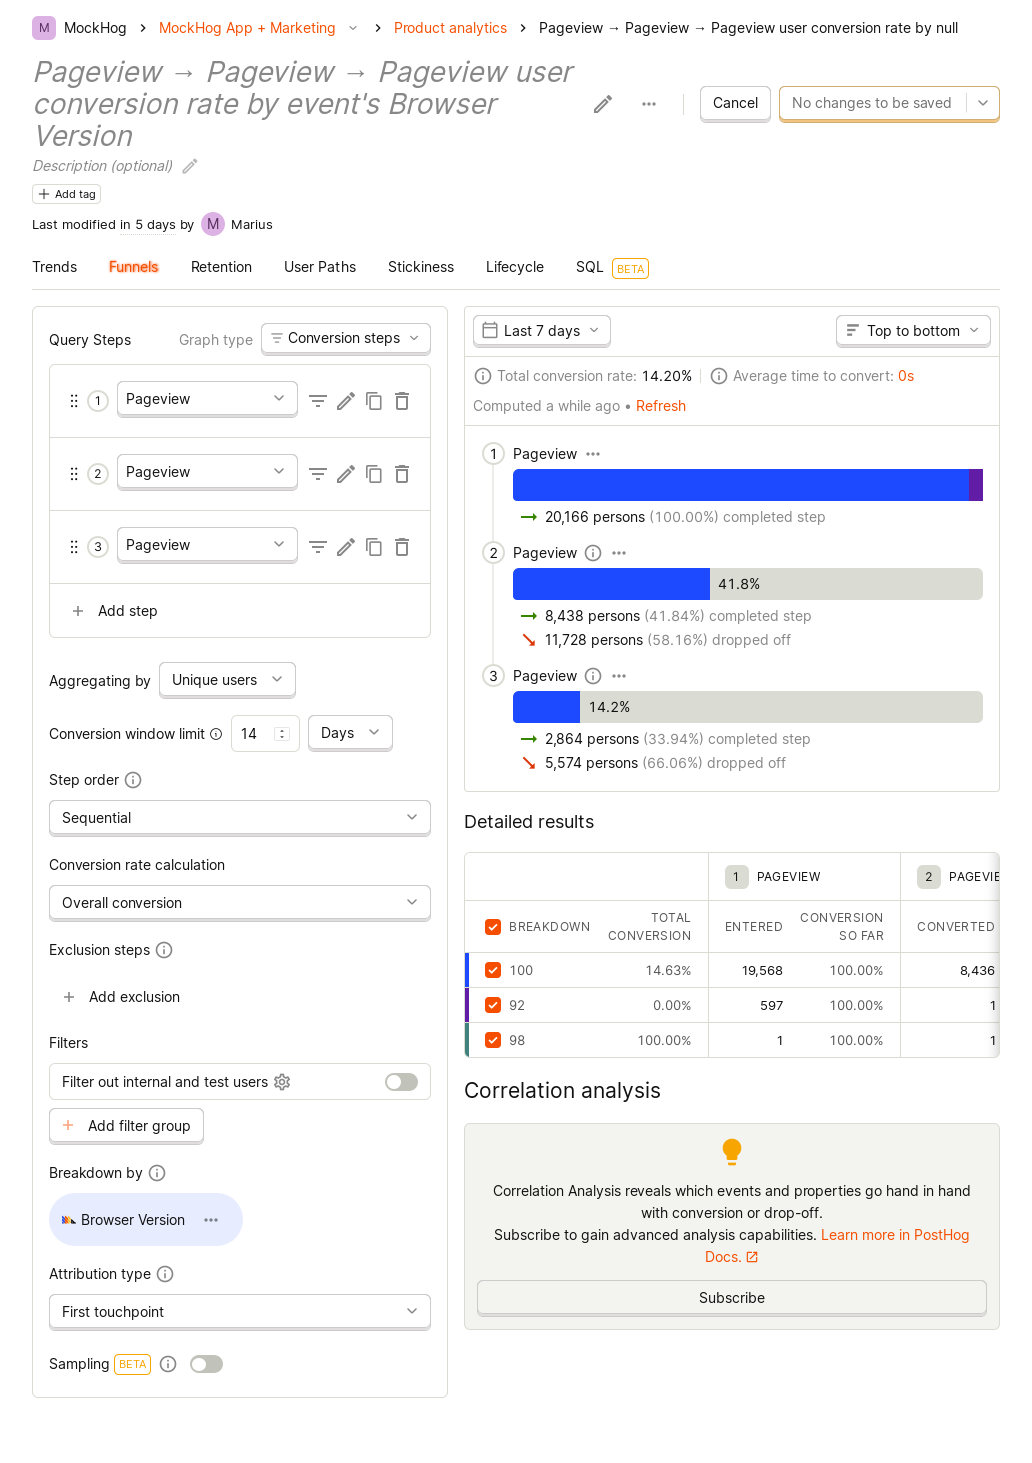 M MockHog > MockHog App + Marketing > Product analytics > Pageview → Pageview → Pageview user conversion rate by null
Pageview → Pageview → Pageview user
conversion rate by event's Browser
Version
Cancel
No changes to be saved
Description (optional)
+ Add tag
Last modified in 5 days by M Marius
Trends Funnels Retention User Paths Stickiness Lifecycle SQL BETA
Query Steps Graph type Conversion steps
1 Pageview
2 Pageview
3 Pageview
+ Add step
Aggregating by Unique users
Conversion window limit 14 Days
Step order
Sequential
Conversion rate calculation
Overall conversion
Exclusion steps
+ Add exclusion
Filters
Filter out internal and test users
+ Add filter group
Breakdown by
Browser Version
Attribution type
First touchpoint
Sampling BETA
Last 7 days Top to bottom
Total conversion rate: 14.20% Average time to convert: 0s
Computed a while ago • Refresh
1 Pageview
→ 20,166 persons (100.00%) completed step
2 Pageview
41.8%
→ 8,438 persons (41.84%) completed step
↘ 11,728 persons (58.16%) dropped off
3 Pageview
14.2%
→ 2,864 persons (33.94%) completed step
↘ 5,574 persons (66.06%) dropped off
Detailed results
1 PAGEVIEW 2 PAGEVIE
BREAKDOWN TOTAL CONVERSION ENTERED CONVERSION SO FAR CONVERTED
100 14.63% 19,568 100.00% 8,436
92 0.00% 597 100.00% 1
98 100.00% 1 100.00% 1
Correlation analysis
Correlation Analysis reveals which events and properties go hand in hand
with conversion or drop-off.
Subscribe to gain advanced analysis capabilities. Learn more in PostHog
Docs.
Subscribe